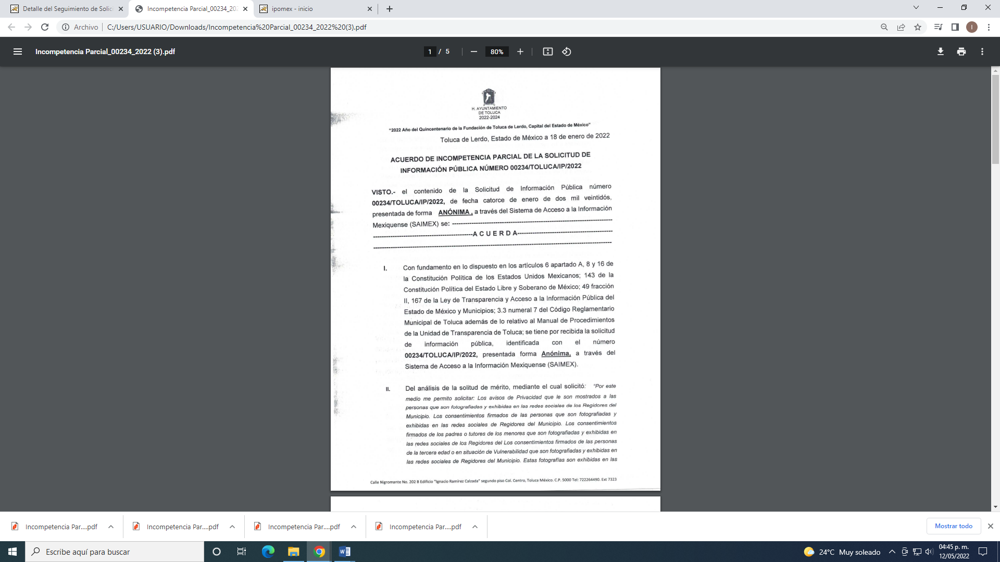 Detalle del Seguimiento de Solici
Incompetencia Parcial_00234_202
ipomex - inicio
Archivo
C:/Users/USUARIO/Downloads/Incompetencia%20Parcial_00234_2022%20(3).pdf
I
Incompetencia Parcial_00234_2022 (3).pdf
1 / 5
80%
H. AYUNTAMIENTO
DE TOLUCA
2022-2024
"2022 Año del Quincentenario de la Fundación de Toluca de Lerdo, Capital del Estado de México"
Toluca de Lerdo, Estado de México a 18 de enero de 2022
ACUERDO DE INCOMPETENCIA PARCIAL DE LA SOLICITUD DE
INFORMACIÓN PÚBLICA NÚMERO 00234/TOLUCA/IP/2022
VISTO.- el contenido de la Solicitud de Información Pública número
00234/TOLUCA/IP/2022, de fecha catorce de enero de dos mil veintidós,
presentada de forma ANÓNIMA , a través del Sistema de Acceso a la Información
Mexiquense (SAIMEX) se: ----------------------------------------------------------------------------
-----------------------------------------------A C U E R D A---------------------------------------------
-----------------------------------------------------------------------------------------------------------------
I. Con fundamento en lo dispuesto en los artículos 6 apartado A, 8 y 16 de
la Constitución Política de los Estados Unidos Mexicanos; 143 de la
Constitución Política del Estado Libre y Soberano de México; 49 fracción
II, 167 de la Ley de Transparencia y Acceso a la Información Pública del
Estado de México y Municipios; 3.3 numeral 7 del Código Reglamentario
Municipal de Toluca además de lo relativo al Manual de Procedimientos
de la Unidad de Transparencia de Toluca; se tiene por recibida la solicitud
de información pública, identificada con el número
00234/TOLUCA/IP/2022, presentada forma Anónima, a través del
Sistema de Acceso a la Información Mexiquense (SAIMEX).
II. Del análisis de la solitud de mérito, mediante el cual solicitó: "Por este
medio me permito solicitar: Los avisos de Privacidad que le son mostrados a las
personas que son fotografiadas y exhibidas en las redes sociales de los Regidores del
Municipio. Los consentimientos firmados de las personas que son fotografiadas y
exhibidas en las redes sociales de Regidores del Municipio. Los consentimientos
firmados de los padres o tutores de los menores que son fotografiadas y exhibidas en
las redes sociales de los Regidores del Los consentimientos firmados de las personas
de la tercera edad o en situación de Vulnerabilidad que son fotografiadas y exhibidas en
las redes sociales de Regidores del Municipio. Estas fotografías son exhibidas en las
Calle Nigromante No. 202 B Edificio "Ignacio Ramírez Calzada" segundo piso Col. Centro, Toluca México. C.P. 5000 Tel: 722264490. Ext 7323
Incompetencia Par....pdf
Incompetencia Par....pdf
Incompetencia Par....pdf
Incompetencia Par....pdf
Mostrar todo
Escribe aquí para buscar
24°C Muy soleado
04:45 p. m.
12/05/2022